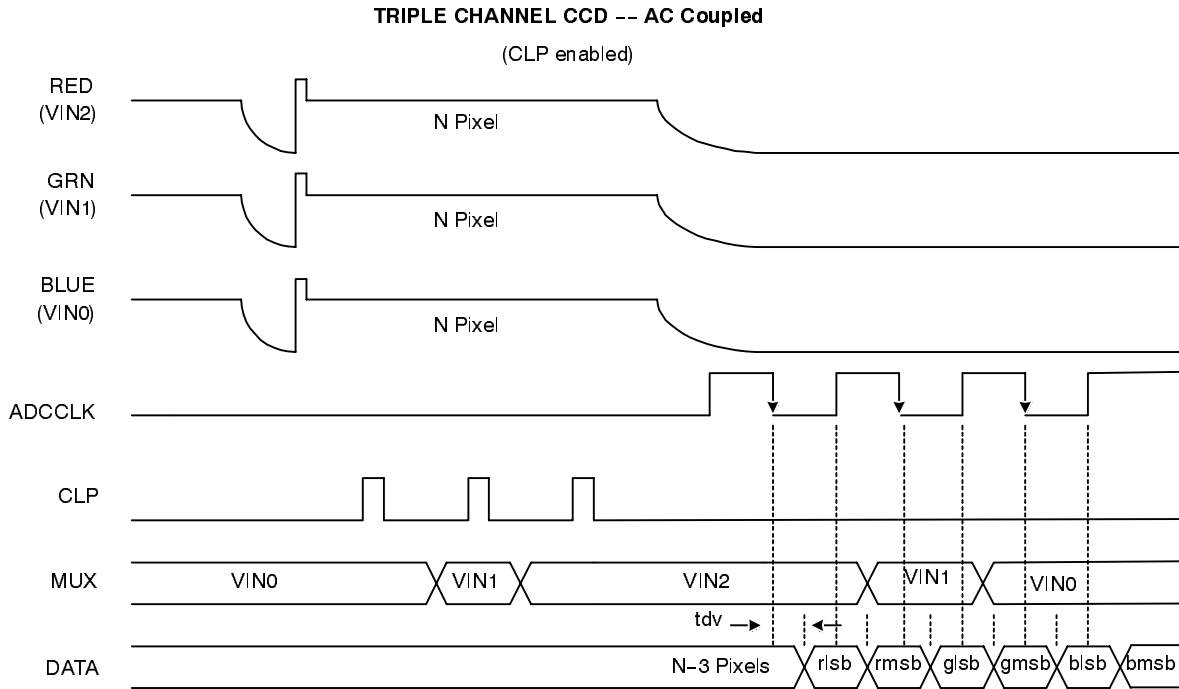 TRIPLE CHANNEL CCD -- AC Coupled
(CLP enabled)
RED
(VIN2)
N Pixel
GRN
(VIN1)
N Pixel
BLUE
(VIN0)
N Pixel
ADCCLK
CLP
MUX
VIN0
VIN1
VIN2
VIN1
VIN0
tdv
DATA
N-3 Pixels
rlsb
rmsb
glsb
gmsb
blsb
bmsb